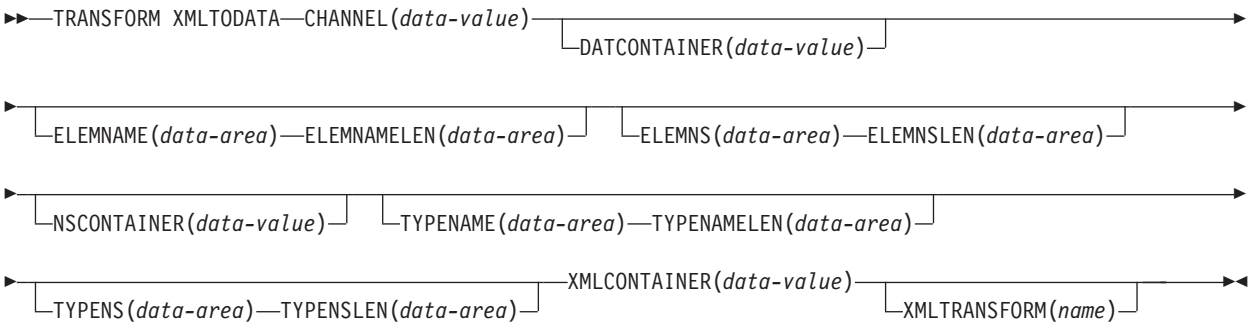 TRANSFORM XMLTODATA CHANNEL(data-value)
DATCONTAINER(data-value)
ELEMNAME(data-area) ELEMNAMELEN(data-area) ELEMNS(data-area) ELEMNSLEN(data-area)
NSCONTAINER(data-value) TYPENAME(data-area) TYPENAMELEN(data-area)
XMLCONTAINER(data-value)
TYPENS(data-area) TYPENSLEN(data-area) XMLTRANSFORM(name)